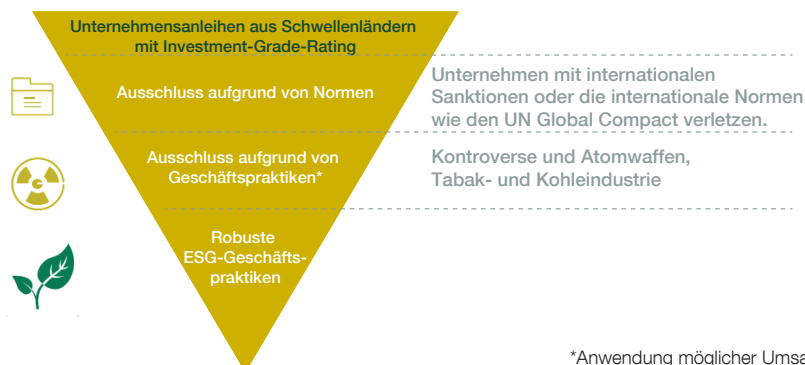 Unternehmensanleihen aus Schwellenländern
mit Investment-Grade-Rating
Ausschluss aufgrund von Normen
Unternehmen mit internationalen
Sanktionen oder die internationale Normen
wie den UN Global Compact verletzen.
Ausschluss aufgrund von
Geschäftspraktiken*
Kontroverse und Atomwaffen,
Tabak- und Kohleindustrie
Robuste
ESG-Geschäfts-
praktiken
*Anwendung möglicher